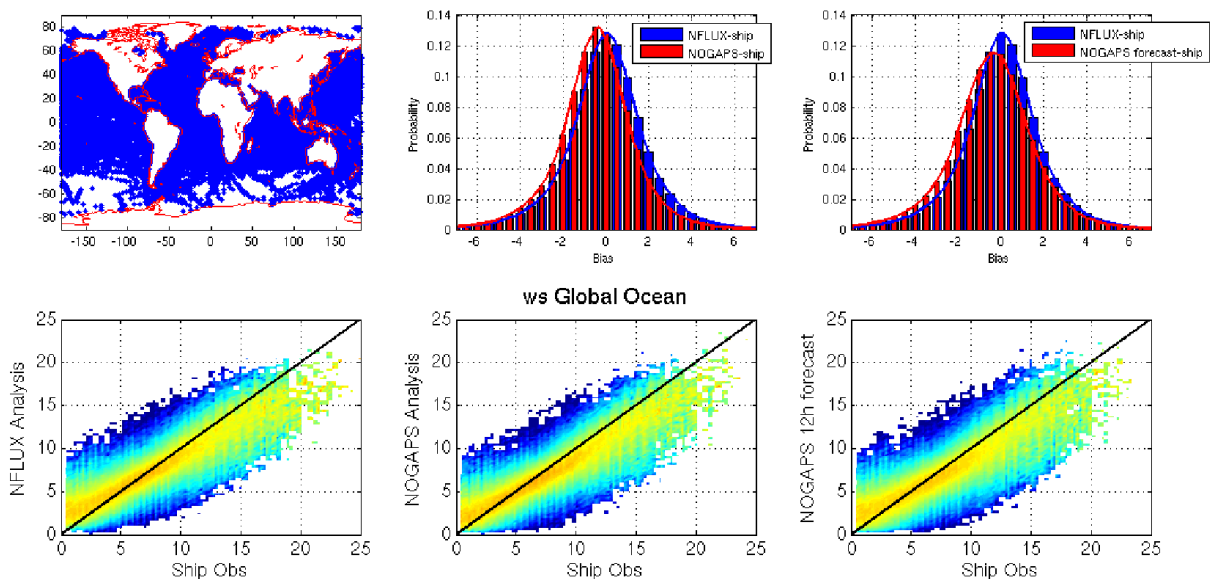 80
60
40
20
0
-20
-40
-60
-80
-150 -100 -50 0 50 100 150
0.14
0.12
0.1
0.08
0.06
0.04
0.02
0
Probability
NFLUX-ship
NOGAPS-ship
-6 -4 -2 0 2 4 6
Bias
0.14
0.12
0.1
0.08
0.06
0.04
0.02
0
Probability
NFLUX-ship
NOGAPS forecast-ship
-6 -4 -2 0 2 4 6
Bias
ws Global Ocean
25
20
15
10
5
0
NFLUX Analysis
0 5 10 15 20 25
Ship Obs
25
20
15
10
5
0
NOGAPS Analysis
0 5 10 15 20 25
Ship Obs
25
20
15
10
5
0
NOGAPS 12h forecast
0 5 10 15 20 25
Ship Obs